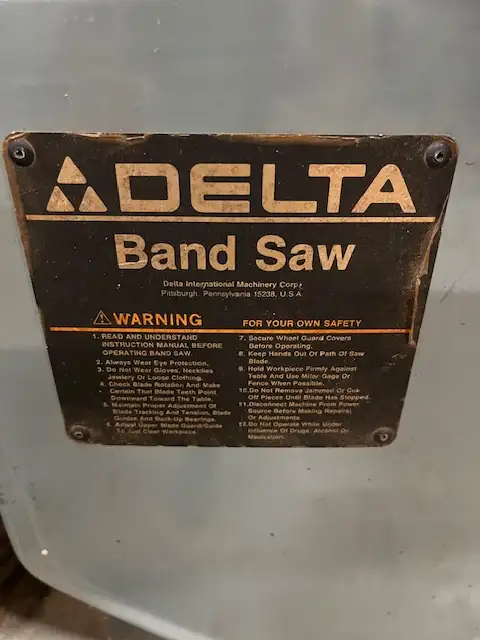 DELTA
Band Saw
Delta International Machinery Corp.
Pittsburgh, Pennsylvania 15238, U.S.A.
WARNING
FOR YOUR OWN SAFETY
1. READ AND UNDERSTAND
INSTRUCTION MANUAL BEFORE
OPERATING BAND SAW.
2. Always Wear Eye Protection.
3. Do Not Wear Gloves, Neckties
Jewelry Or Loose Clothing.
4. Check Blade Rotation And Make
Certain That Blade Teeth Point
Downward Toward The Table.
5. Maintain Proper Adjustment Of
Blade Tracking And Tension, Blade
Guides And Back-Up Bearings.
6. Adjust Upper Blade Guard/Guide
To Just Clear Workpiece.
7. Secure Wheel Guard Covers
Before Operating.
8. Keep Hands Out Of Path Of Saw
Blade.
9. Hold Workpiece Firmly Against
Table And Use Miter Gage Or
Fence When Possible.
10. Do Not Remove Jammed Or Cut-
Off Pieces Until Blade Has Stopped.
11. Disconnect Machine From Power
Source Before Making Repairs
Or Adjustments.
12. Do Not Operate While Under
Influence Of Drugs, Alcohol Or
Medication.